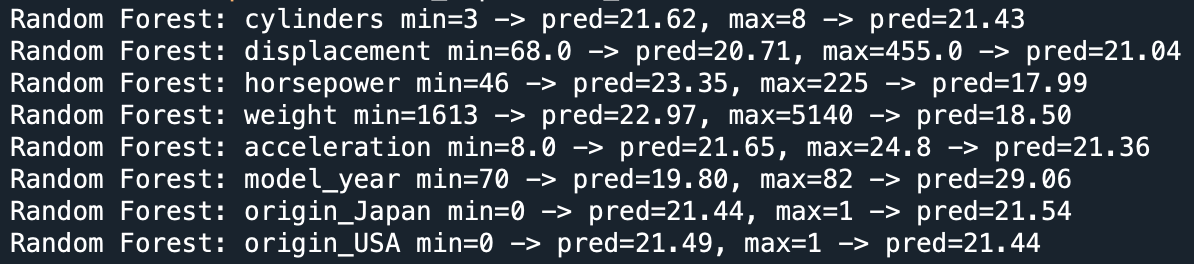 Random Forest: cylinders min=3 -> pred=21.62, max=8 -> pred=21.43
Random Forest: displacement min=68.0 -> pred=20.71, max=455.0 -> pred=21.04
Random Forest: horsepower min=46 -> pred=23.35, max=225 -> pred=17.99
Random Forest: weight min=1613 -> pred=22.97, max=5140 -> pred=18.50
Random Forest: acceleration min=8.0 -> pred=21.65, max=24.8 -> pred=21.36
Random Forest: model_year min=70 -> pred=19.80, max=82 -> pred=29.06
Random Forest: origin_Japan min=0 -> pred=21.44, max=1 -> pred=21.54
Random Forest: origin_USA min=0 -> pred=21.49, max=1 -> pred=21.44